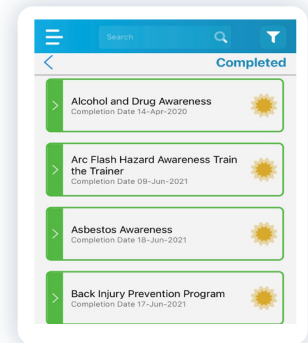 Search
Completed
Alcohol and Drug Awareness
Completion Date 14-Apr-2020
Arc Flash Hazard Awareness Train
the Trainer
Completion Date 09-Jun-2021
Asbestos Awareness
Completion Date 18-Jun-2021
Back Injury Prevention Program
Completion Date 17-Jun-2021